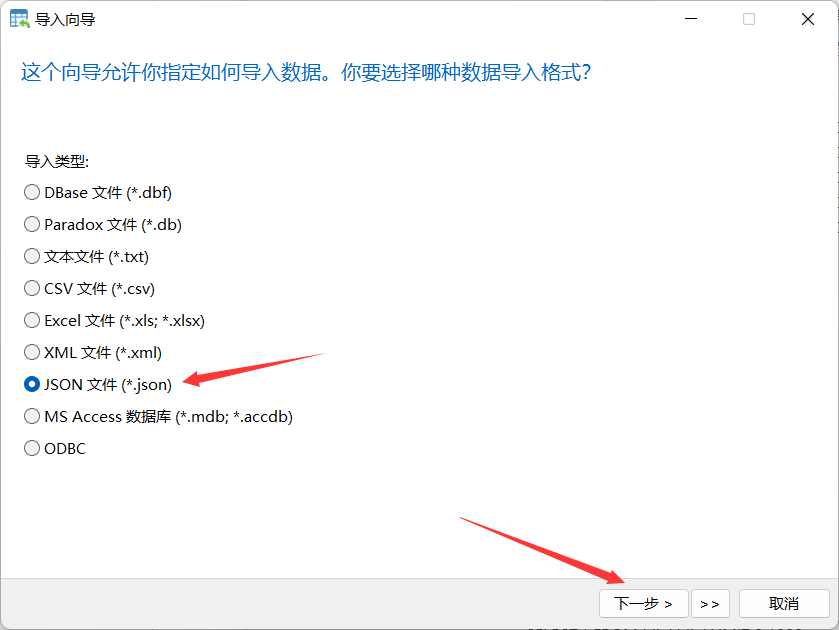 导入向导
这个向导允许你指定如何导入数据。你要选择哪种数据导入格式？
导入类型:
DBase 文件 (*.dbf)
Paradox 文件 (*.db)
文本文件 (*.txt)
CSV 文件 (*.csv)
Excel 文件 (*.xls; *.xlsx)
XML 文件 (*.xml)
JSON 文件 (*.json)
MS Access 数据库 (*.mdb; *.accdb)
ODBC
下一步 > >> 取消